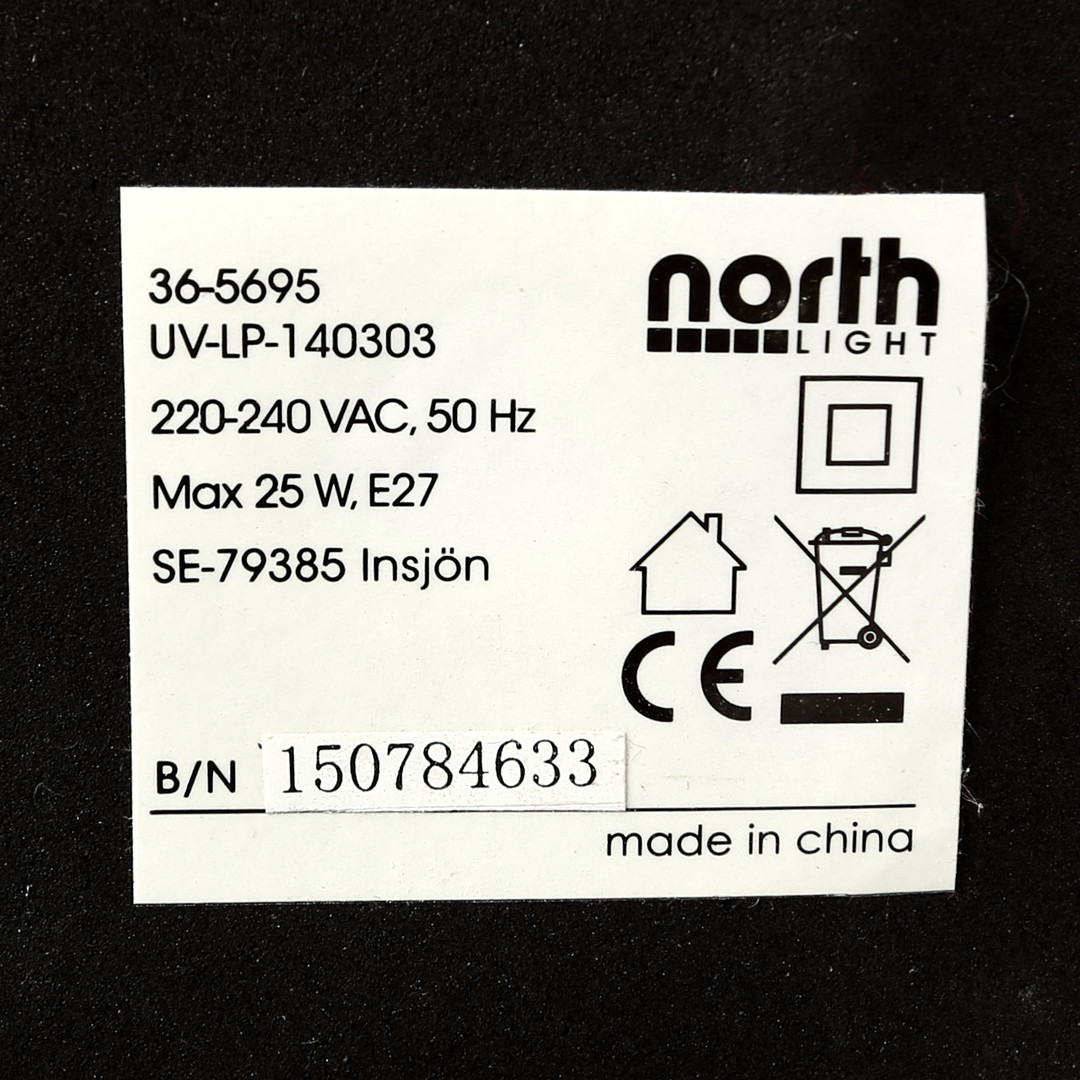 36-5695
UV-LP-140303
220-240 VAC, 50 Hz
Max 25 W, E27
SE-79385 Insjön
north
LIGHT
CE
B/N 150784633
made in china